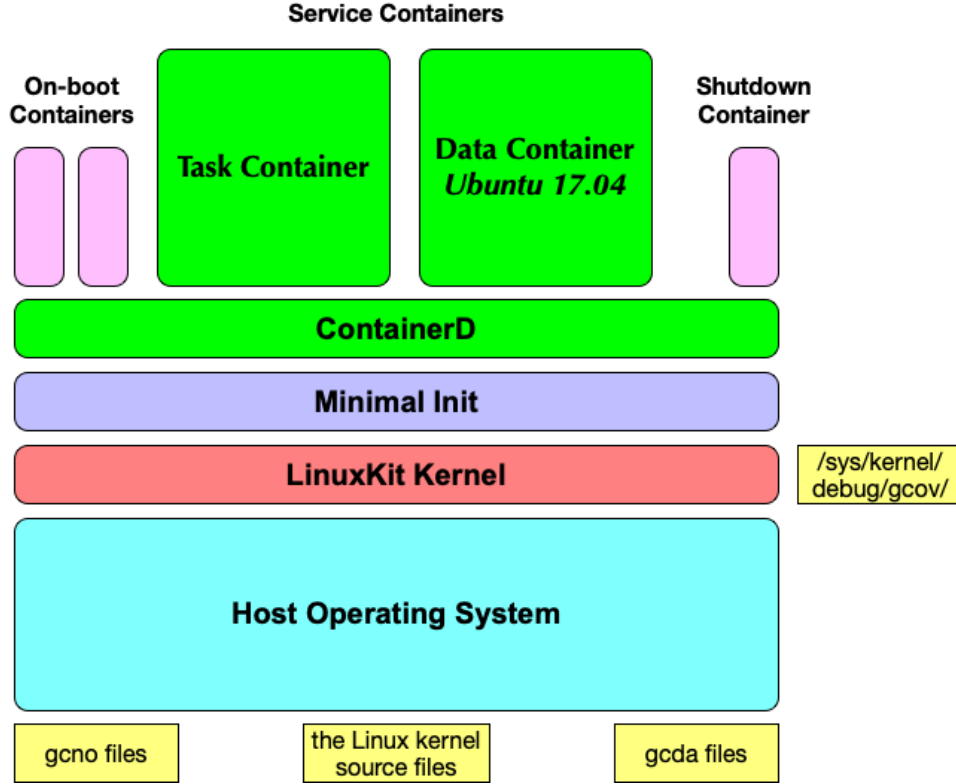 Service Containers
On-boot
Containers
Shutdown
Container
Task Container
Data Container
Ubuntu 17.04
ContainerD
Minimal Init
LinuxKit Kernel
/sys/kernel/
debug/gcov/
Host Operating System
gcno files
the Linux kernel
source files
gcda files